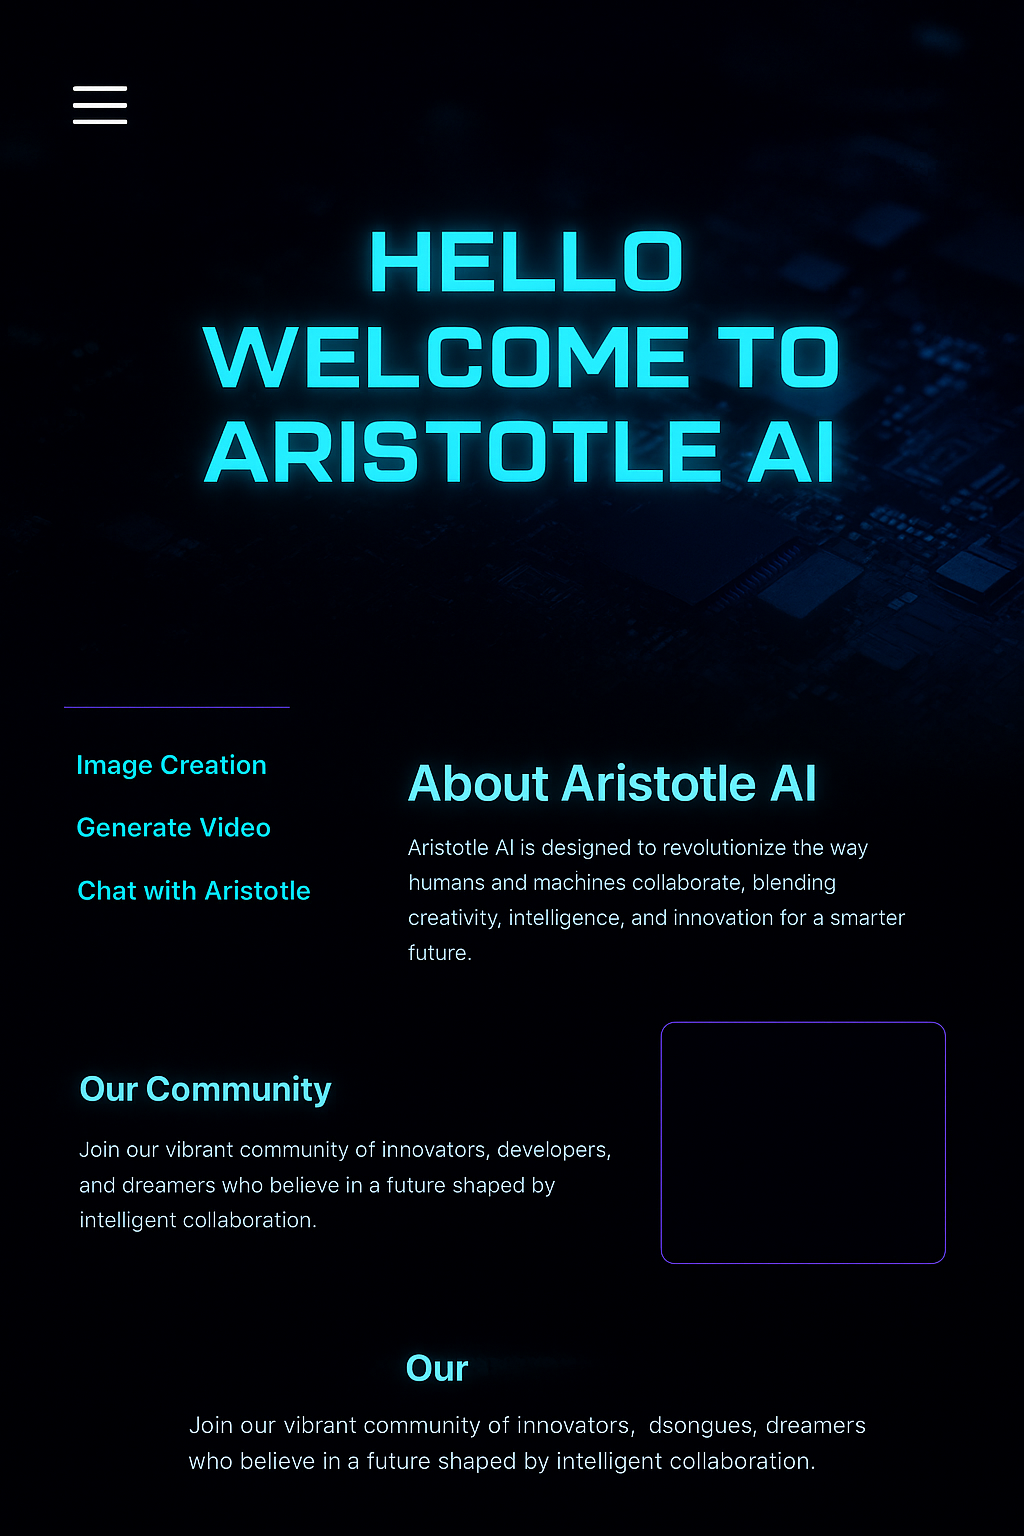 HELLO
WELCOME TO
ARISTOTLE AI
Image Creation
Generate Video
Chat with Aristotle
About Aristotle AI
Aristotle AI is designed to revolutionize the way
humans and machines collaborate, blending
creativity, intelligence, and innovation for a smarter
future.
Our Community
Join our vibrant community of innovators, developers,
and dreamers who believe in a future shaped by
intelligent collaboration.
Our
Join our vibrant community of innovators, dsongues, dreamers
who believe in a future shaped by intelligent collaboration.